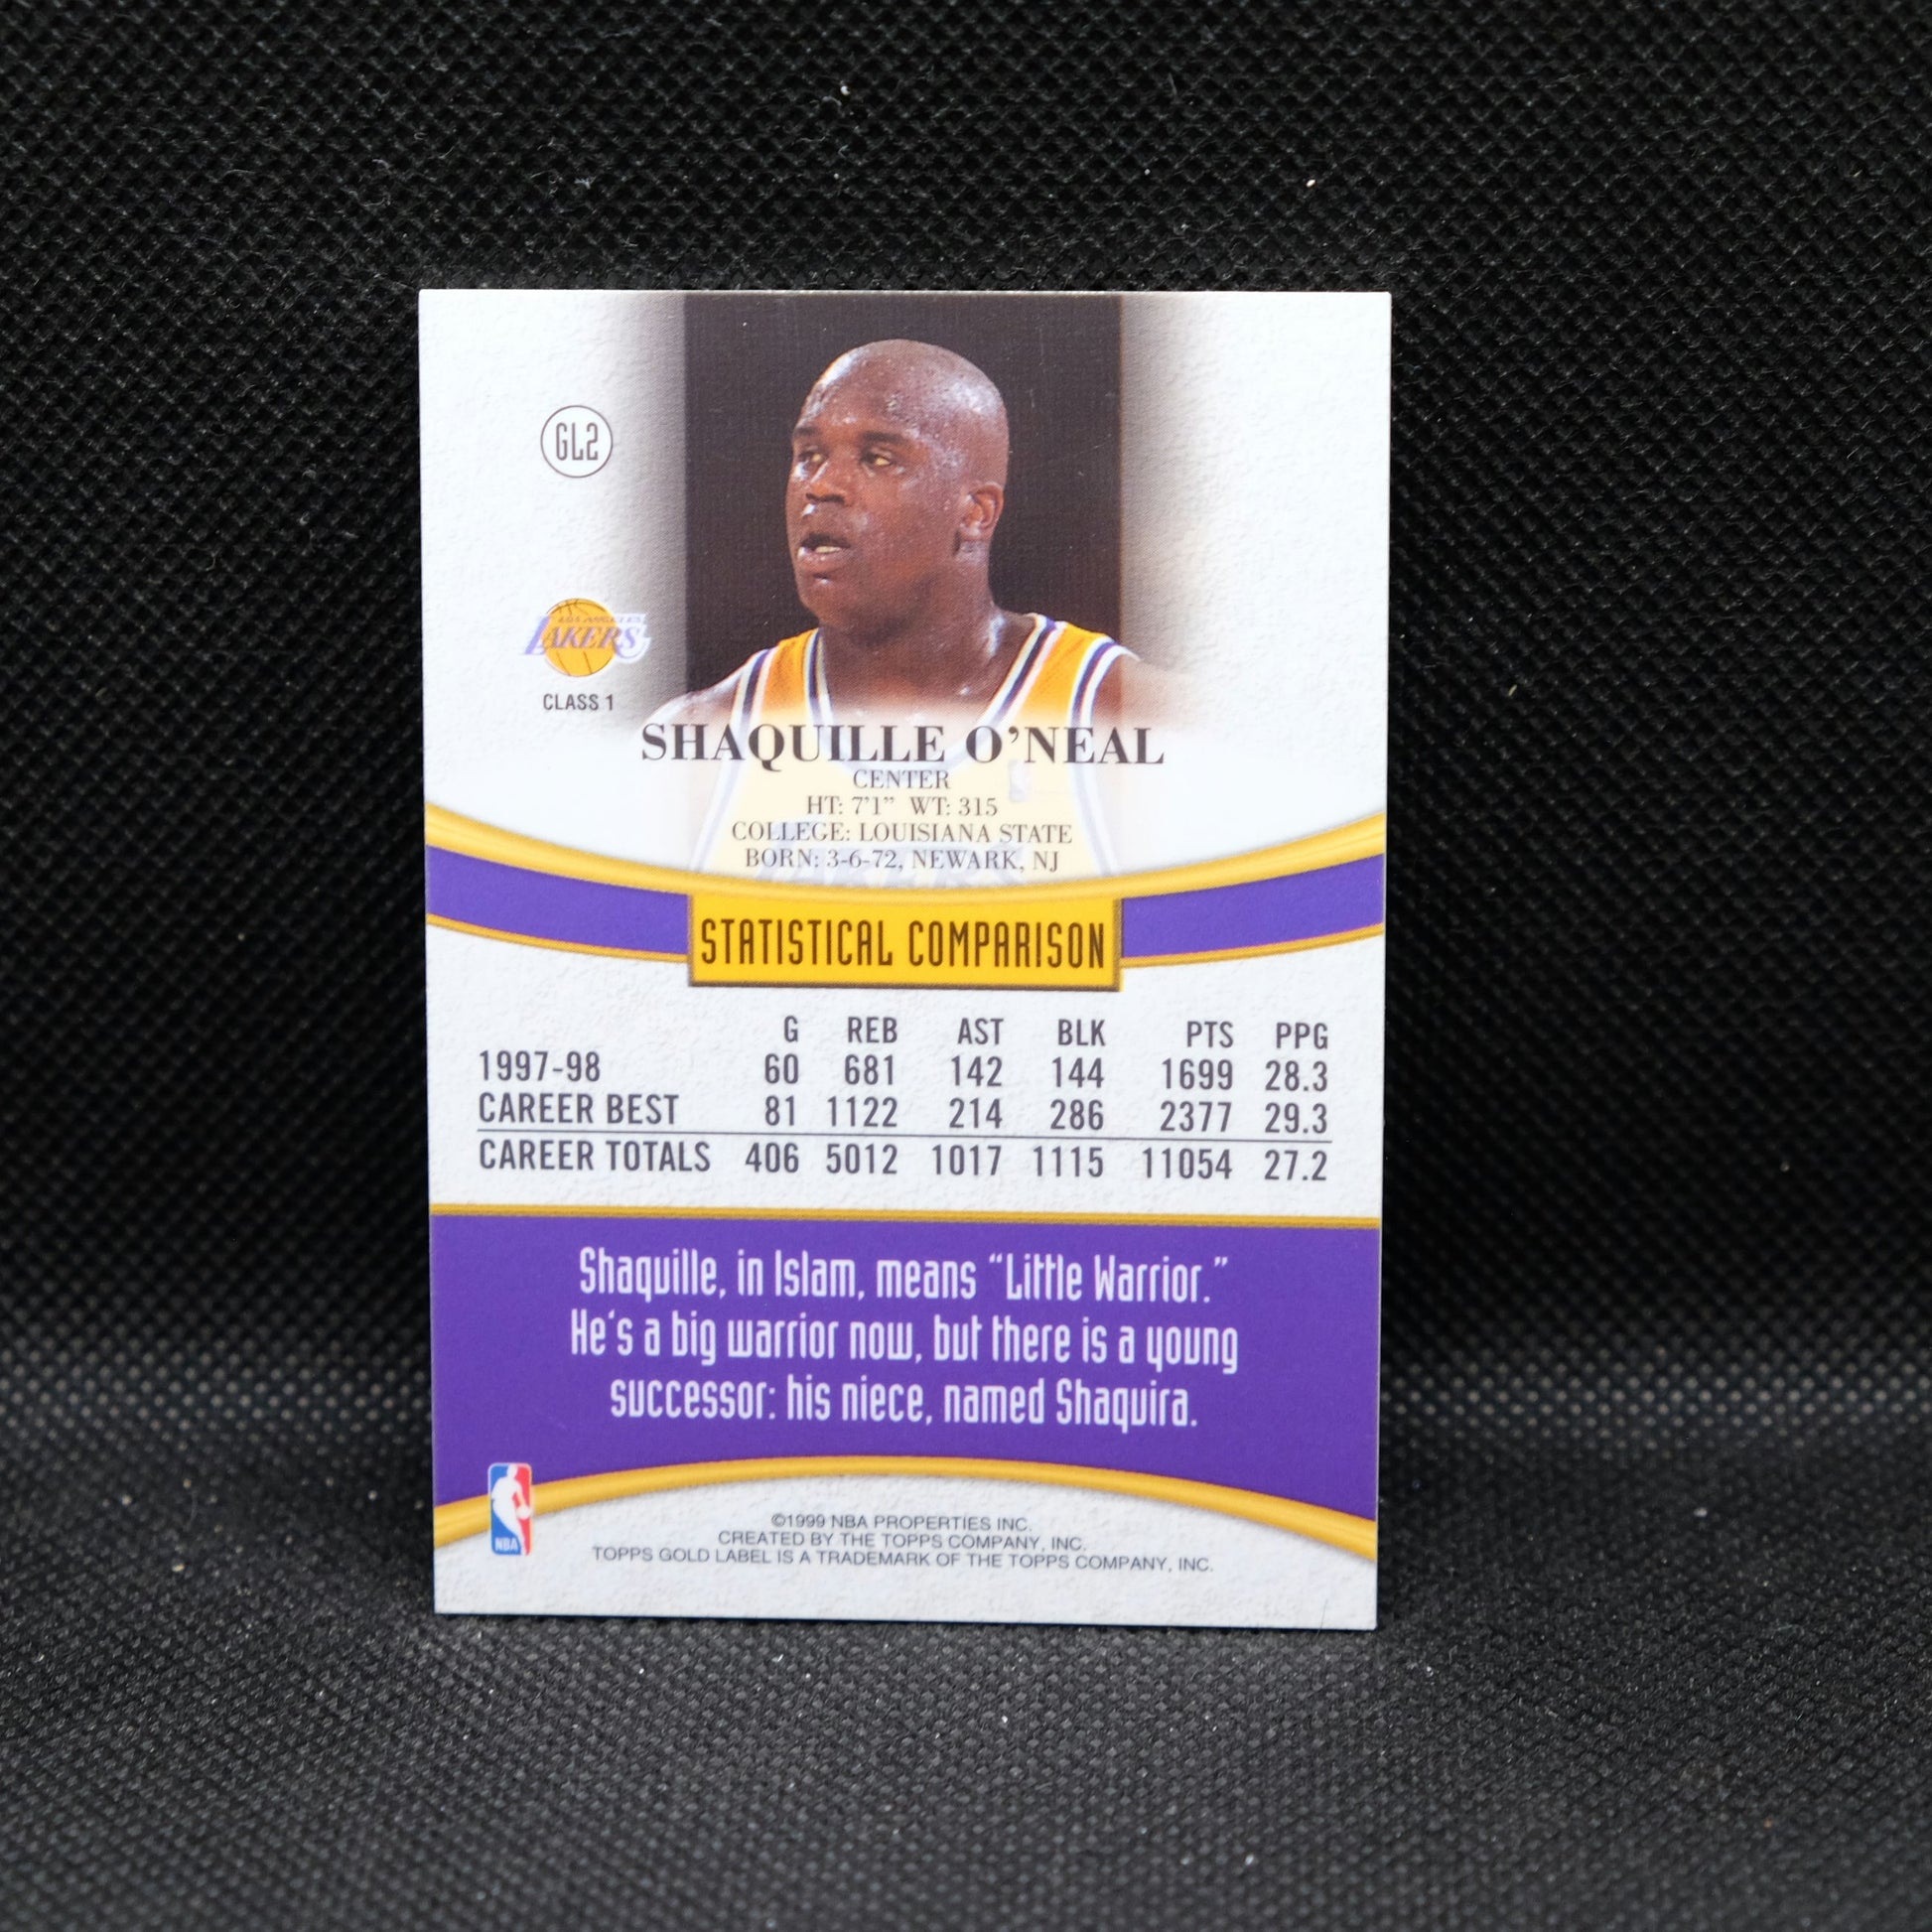 GL2
LOS ANGELES
LAKERS
CLASS 1
SHAQUILLE O'NEAL
CENTER
HT: 7'1" WT: 315
COLLEGE: LOUISIANA STATE
BORN: 3-6-72, NEWARK, NJ
STATISTICAL COMPARISON
G REB AST BLK PTS PPG
1997-98 60 681 142 144 1699 28.3
CAREER BEST 81 1122 214 286 2377 29.3
CAREER TOTALS 406 5012 1017 1115 11054 27.2
Shaquille, in Islam, means “Little Warrior.”
He's a big warrior now, but there is a young
successor: his niece, named Shaquira.
NBA
©1999 NBA PROPERTIES INC.
CREATED BY THE TOPPS COMPANY, INC.
TOPPS GOLD LABEL IS A TRADEMARK OF THE TOPPS COMPANY, INC.